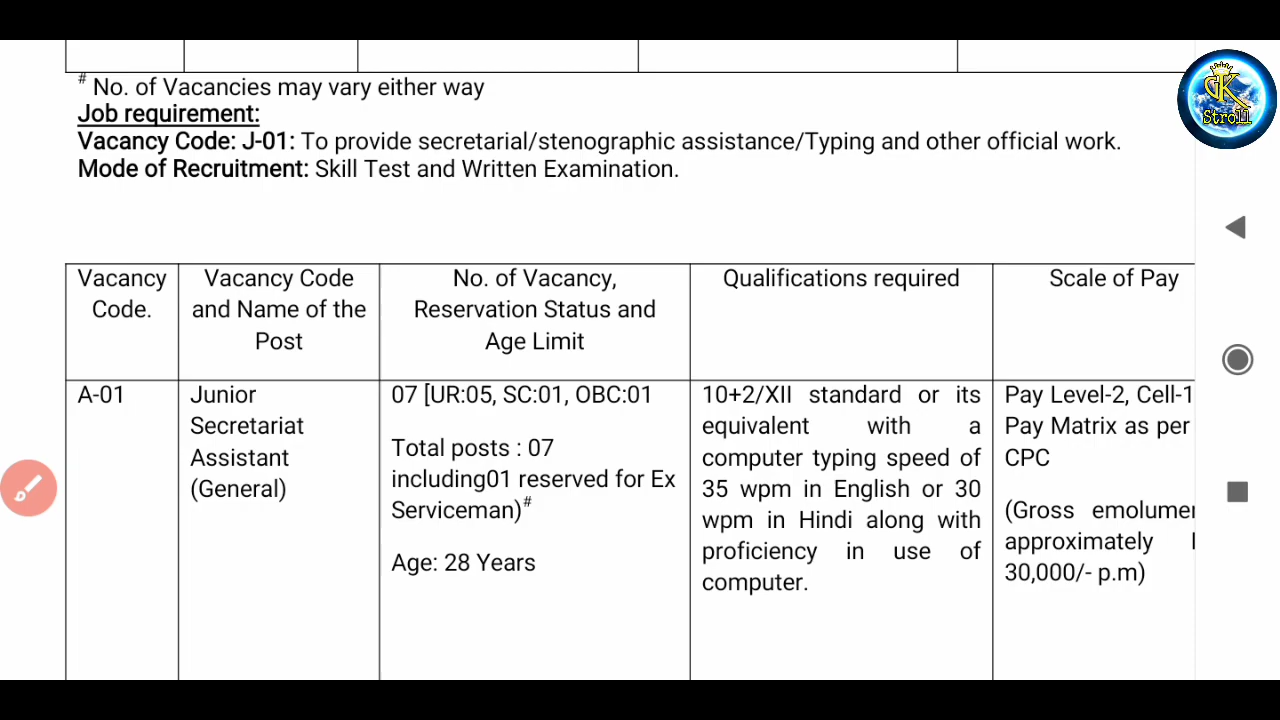 # No. of Vacancies may vary either way
Job requirement:
Vacancy Code: J-01: To provide secretarial/stenographic assistance/Typing and other official work.
Mode of Recruitment: Skill Test and Written Examination.
Vacancy
Code.
Vacancy Code
and Name of the
Post
No. of Vacancy,
Reservation Status and
Age Limit
Qualifications required
Scale of Pay
A-01
Junior
Secretariat
Assistant
(General)
07 [UR:05, SC:01, OBC:01
Total posts : 07
including01 reserved for Ex
Serviceman)#
Age: 28 Years
10+2/XII standard or its
equivalent with a
computer typing speed of
35 wpm in English or 30
wpm in Hindi along with
proficiency in use of
computer.
Pay Level-2, Cell-1
Pay Matrix as per
CPC
(Gross
approximately
30,000/- p.m)
GK
Stroll